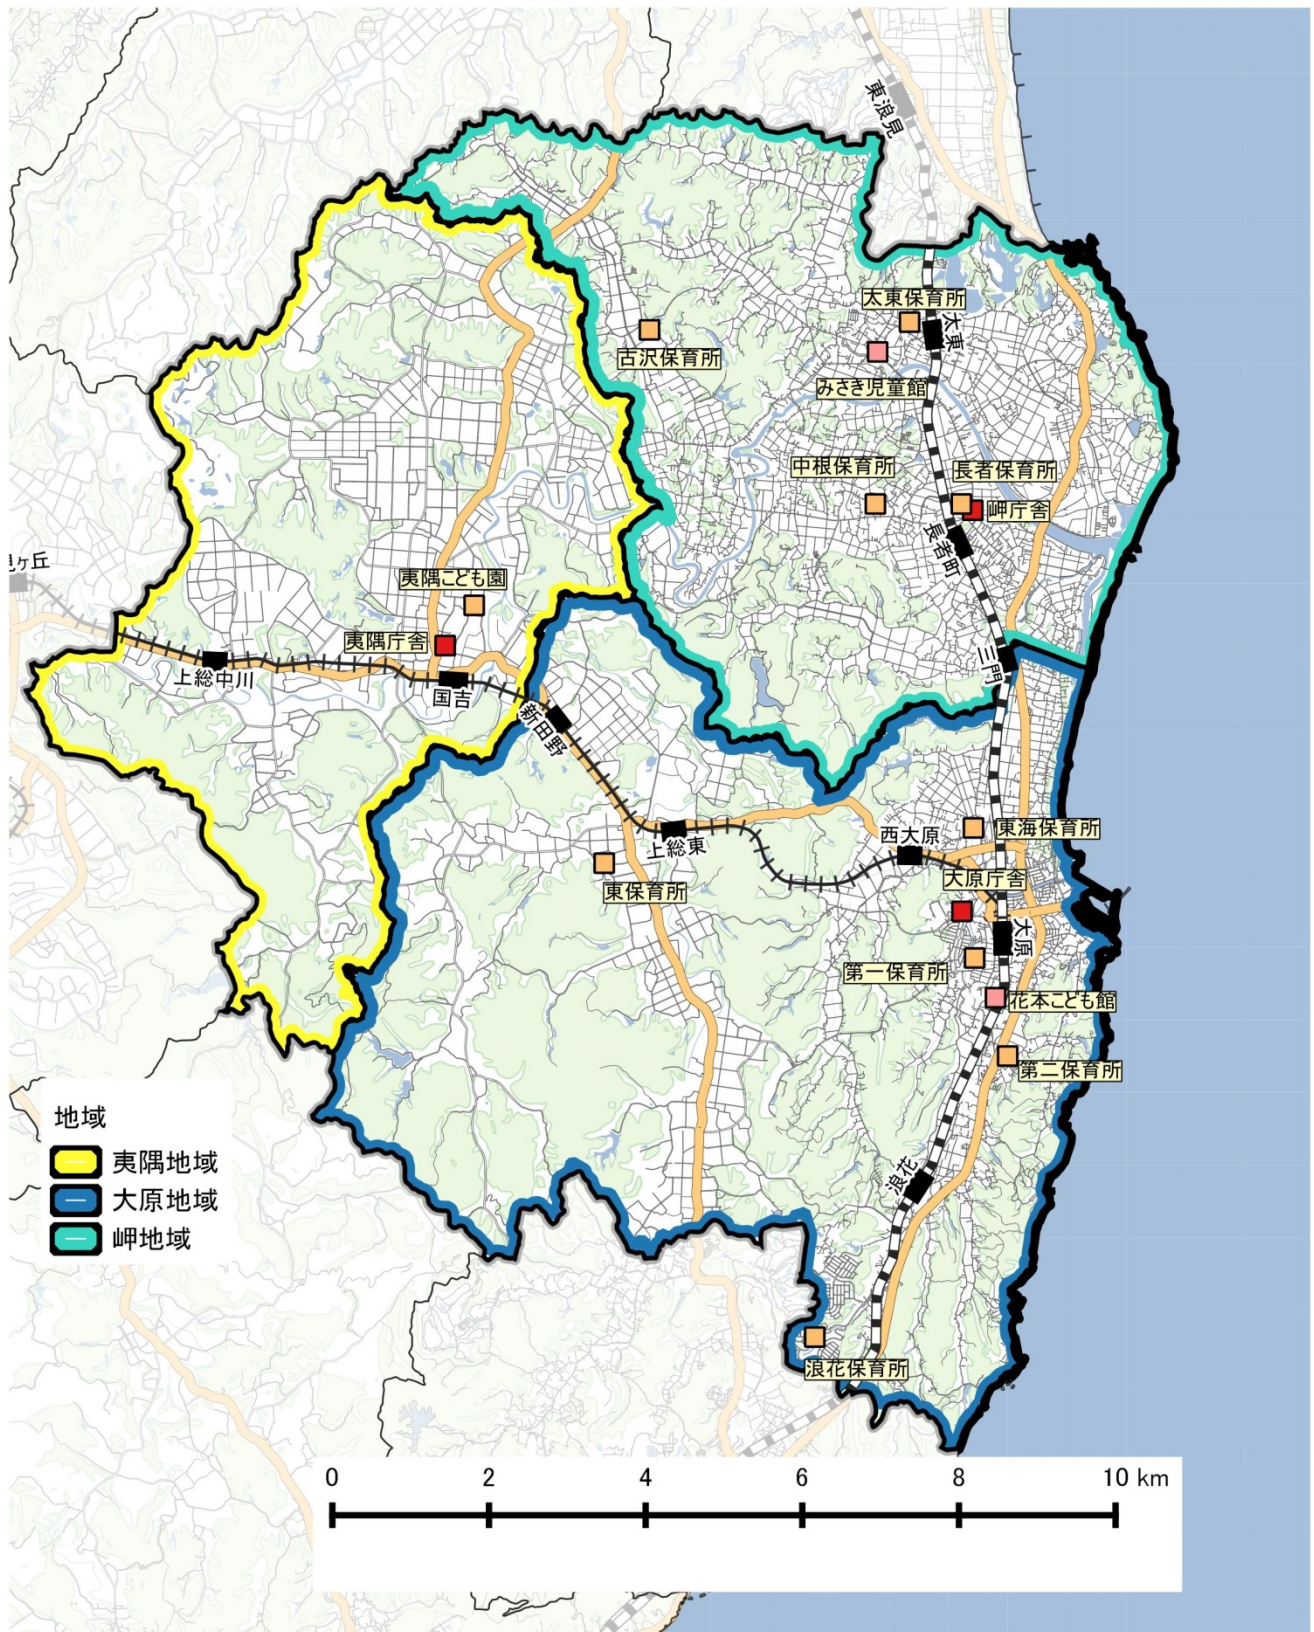 東浪見
太東保育所
太東
古沢保育所
みさき児童館
中根保育所
長者保育所
岬庁舎
長者町
見ヶ丘
夷隅こども園
夷隅庁舎
三門
上総中川
国吉
新田野
東海保育所
上総東
西大原
大原庁舎
東保育所
大原
第一保育所
花本こども館
第二保育所
地域
夷隅地域
大原地域
岬地域
浪花
浪花保育所
0 2 4 6 8 10 km